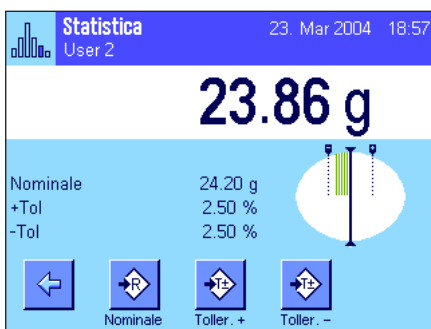 Statistica 23. Mar 2004 18:57
User 2
23.86 g
Nominale 24.20 g
+Tol 2.50 %
-Tol 2.50 %
R T± T±
Nominale Toller. + Toller. −